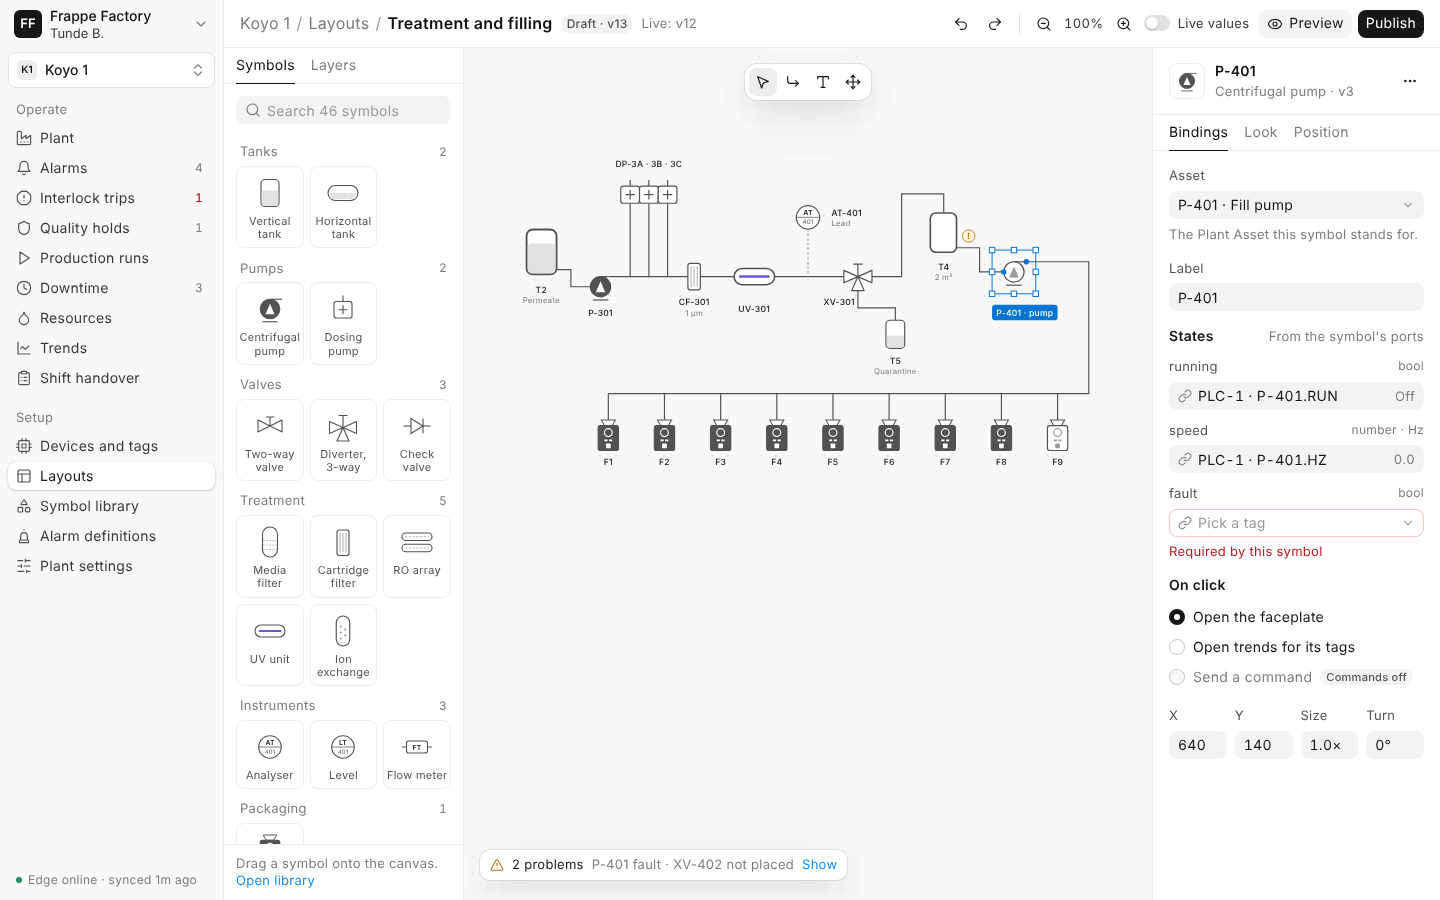 FF
Frappe Factory
Tunde B.
K1
Koyo 1
Operate
Plant
Alarms 4
Interlock trips 1
Quality holds 1
Production runs
Downtime 3
Resources
Trends
Shift handover
Setup
Devices and tags
Layouts
Symbol library
Alarm definitions
Plant settings
Edge online · synced 1m ago
Koyo 1 / Layouts / Treatment and filling
Draft · v13
Live: v12
100%
Live values
Preview
Publish
Symbols
Layers
Search 46 symbols
Tanks 2
Vertical tank
Horizontal tank
Pumps 2
Centrifugal pump
Dosing pump
Valves 3
Two-way valve
Diverter, 3-way
Check valve
Treatment 5
Media filter
Cartridge filter
RO array
UV unit
Ion exchange
Instruments 3
AT
401
Analyser
LT
401
Level
FT
Flow meter
Packaging 1
Drag a symbol onto the canvas.
Open library
DP-3A · 3B · 3C
AT
401
AT-401
Lead
T2
Permeate
P-301
CF-301
1 µm
UV-301
XV-301
T4
2 m³
P-401 · pump
T5
Quarantine
F1
F2
F3
F4
F5
F6
F7
F8
F9
2 problems P-401 fault · XV-402 not placed Show
P-401
Centrifugal pump · v3
Bindings
Look
Position
Asset
P-401 · Fill pump
The Plant Asset this symbol stands for.
Label
P-401
States From the symbol's ports
running bool
PLC-1 · P-401.RUN Off
speed number · Hz
PLC-1 · P-401.HZ 0.0
fault bool
Pick a tag
Required by this symbol
On click
Open the faceplate
Open trends for its tags
Send a command Commands off
X Y Size Turn
640 140 1.0× 0°